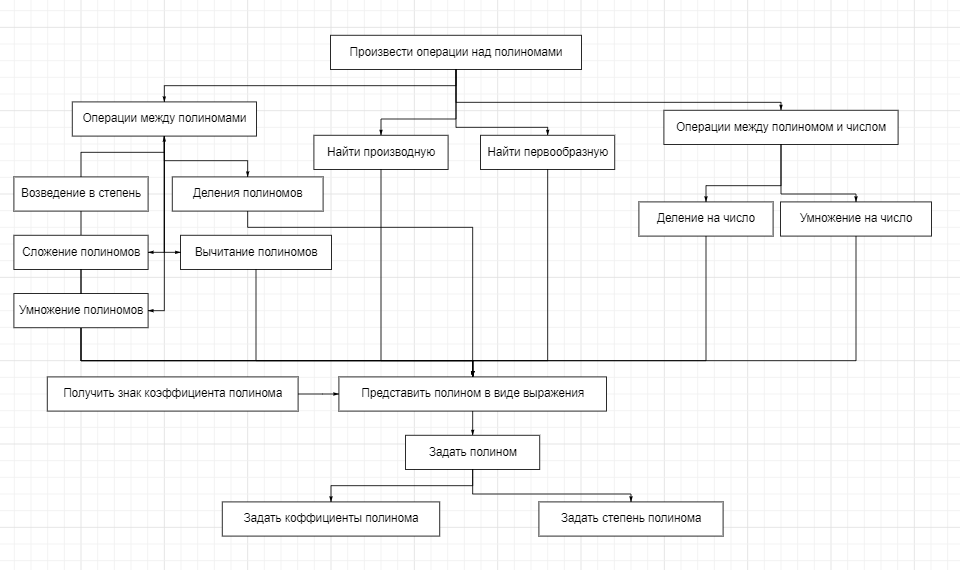 Произвести операции над полиномами
Операции между полиномами
Операции между полиномом и числом
Найти производную
Найти первообразную
Возведение в степень
Деления полиномов
Деление на число
Умножение на число
Сложение полиномов
Вычитание полиномов
Умножение полиномов
Получить знак коэффициента полинома
Представить полином в виде выражения
Задать полином
Задать коффициенты полинома
Задать степень полинома